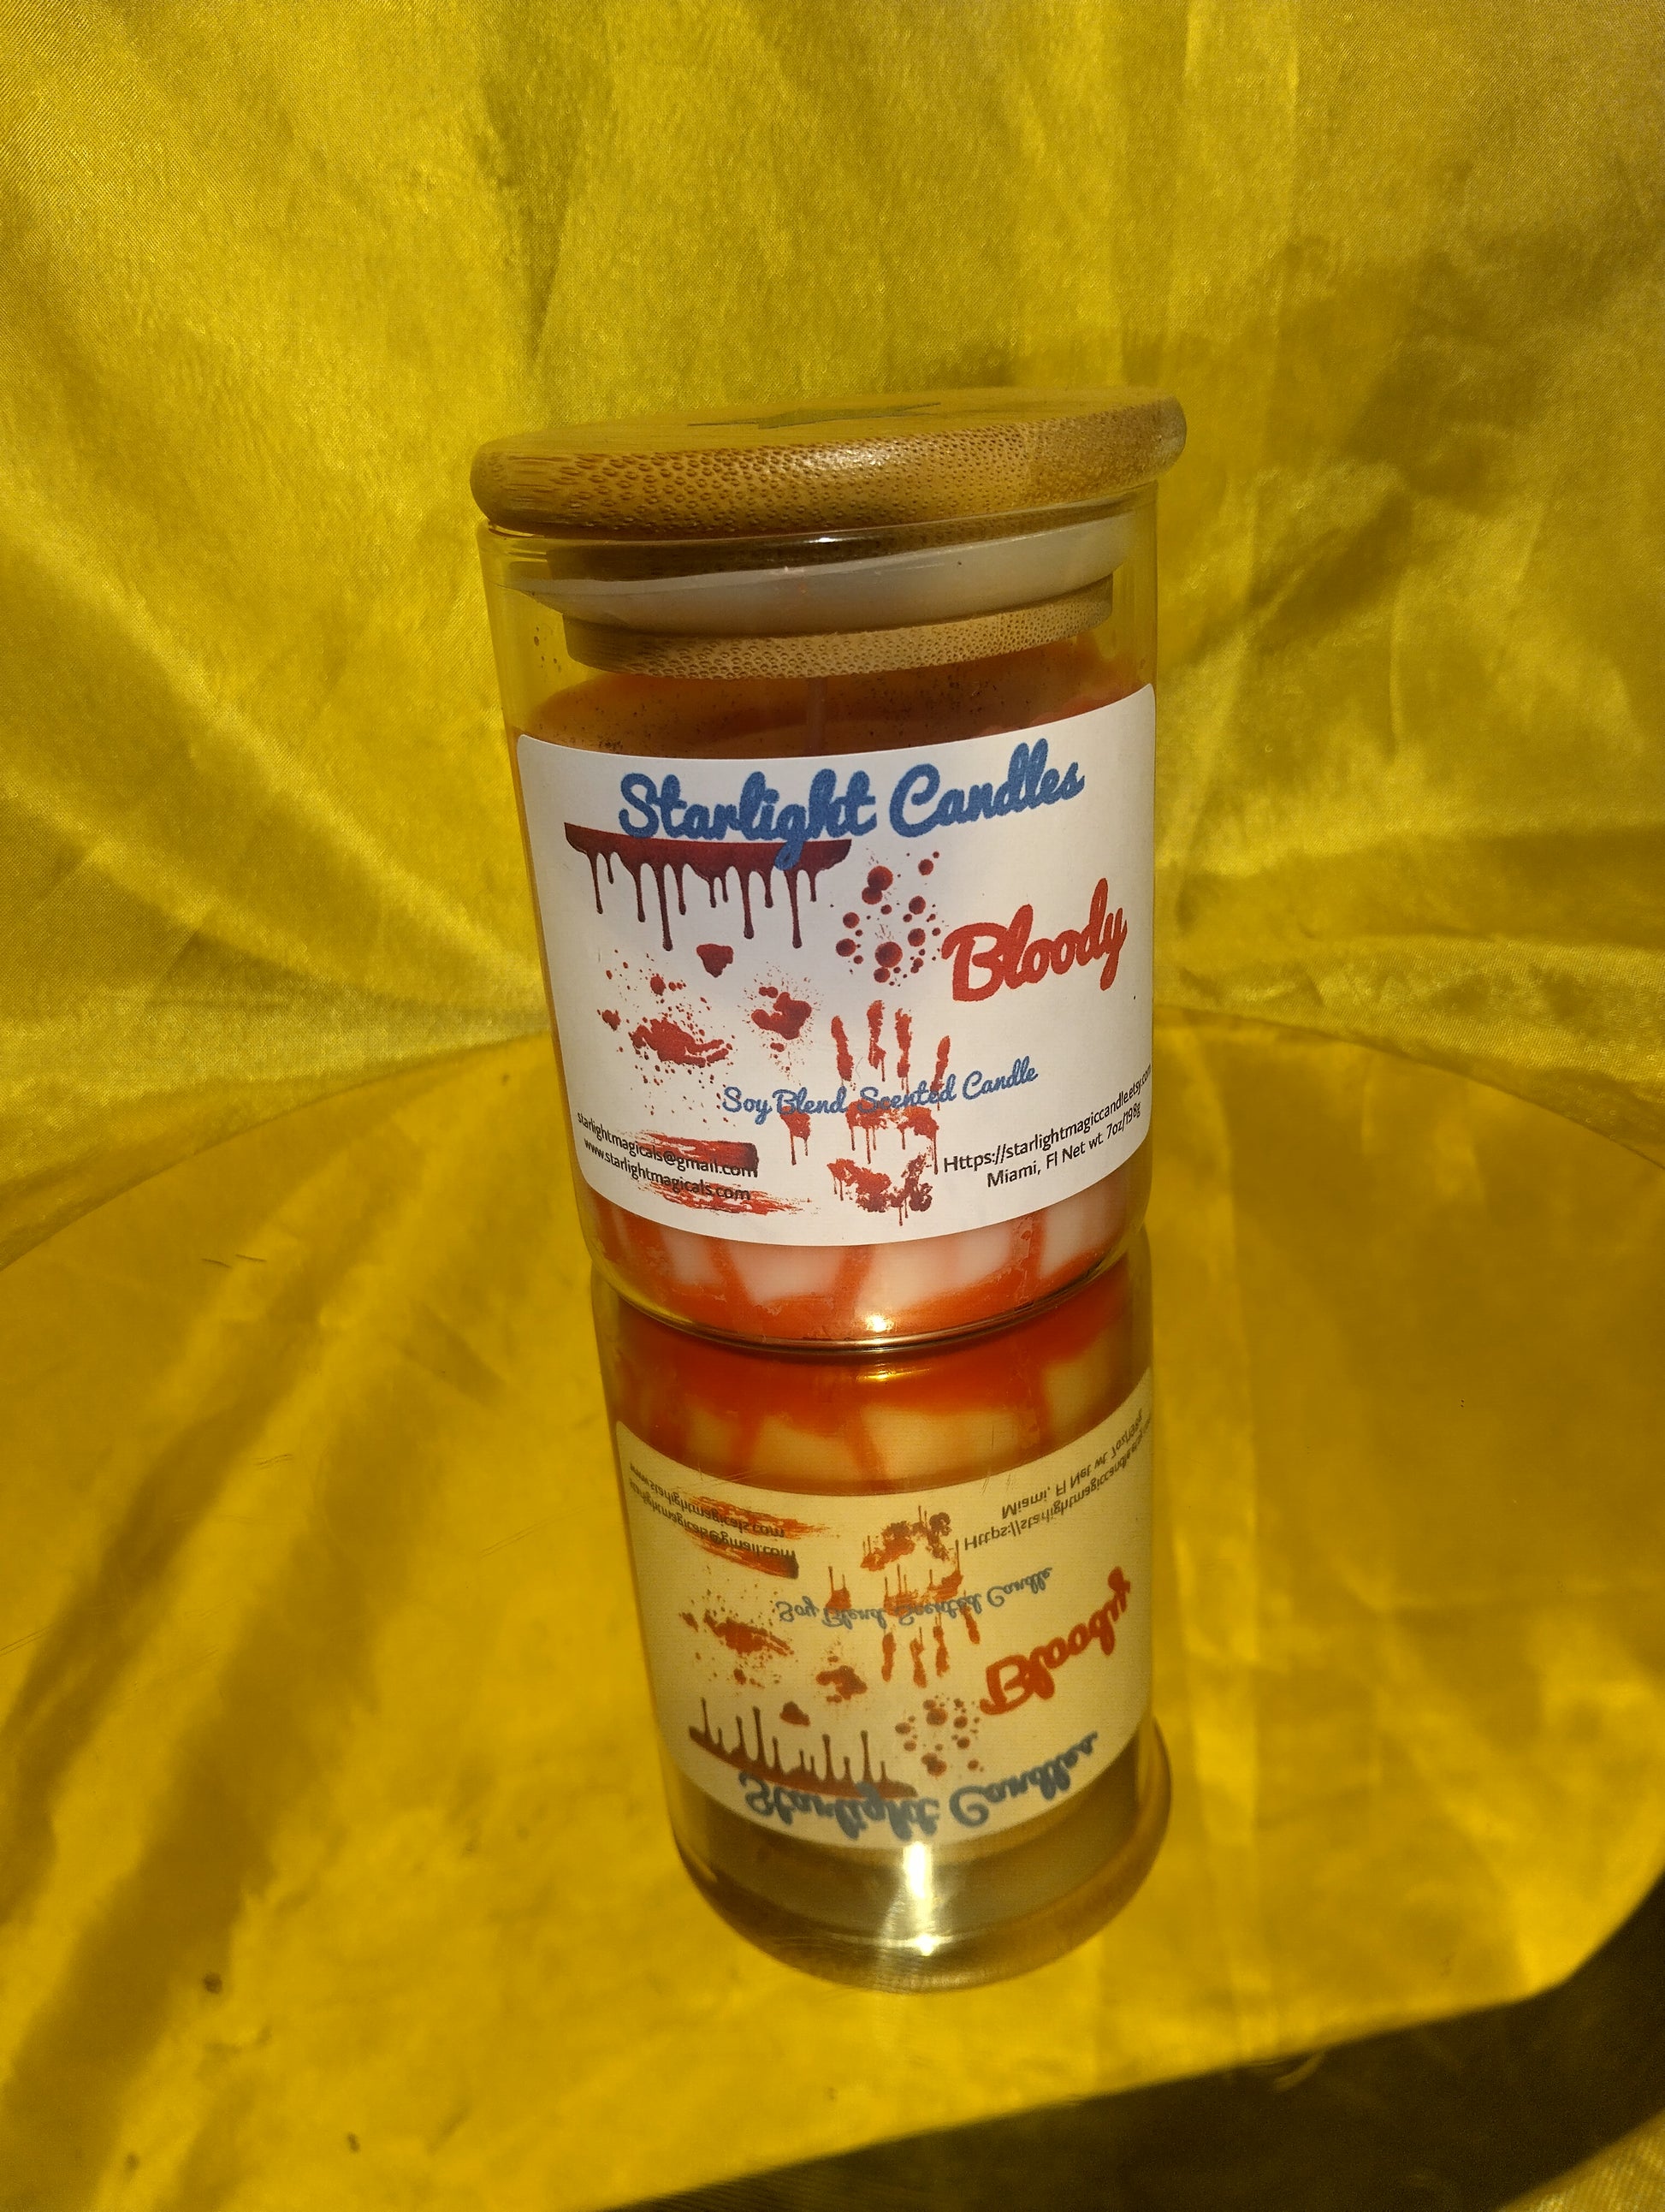 Starlight Candles
Bloody
Soy Blend Scented Candle
starlightmagicals@gmail.com
www.starlightmagicals.com
Https://starlightmagiccandle.etsy.com
Miami, Fl Net wt. 7oz/198g